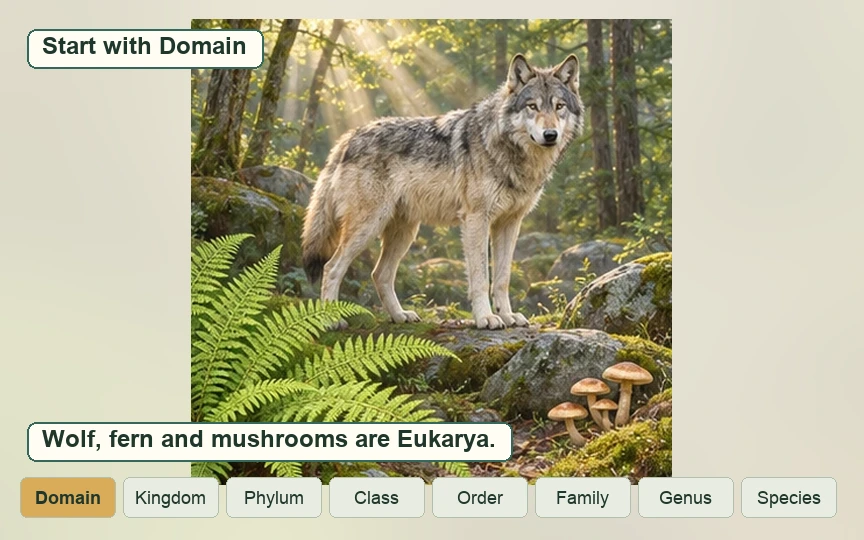 Start with Domain
Wolf, fern and mushrooms are Eukarya.
Domain Kingdom Phylum Class Order Family Genus Species